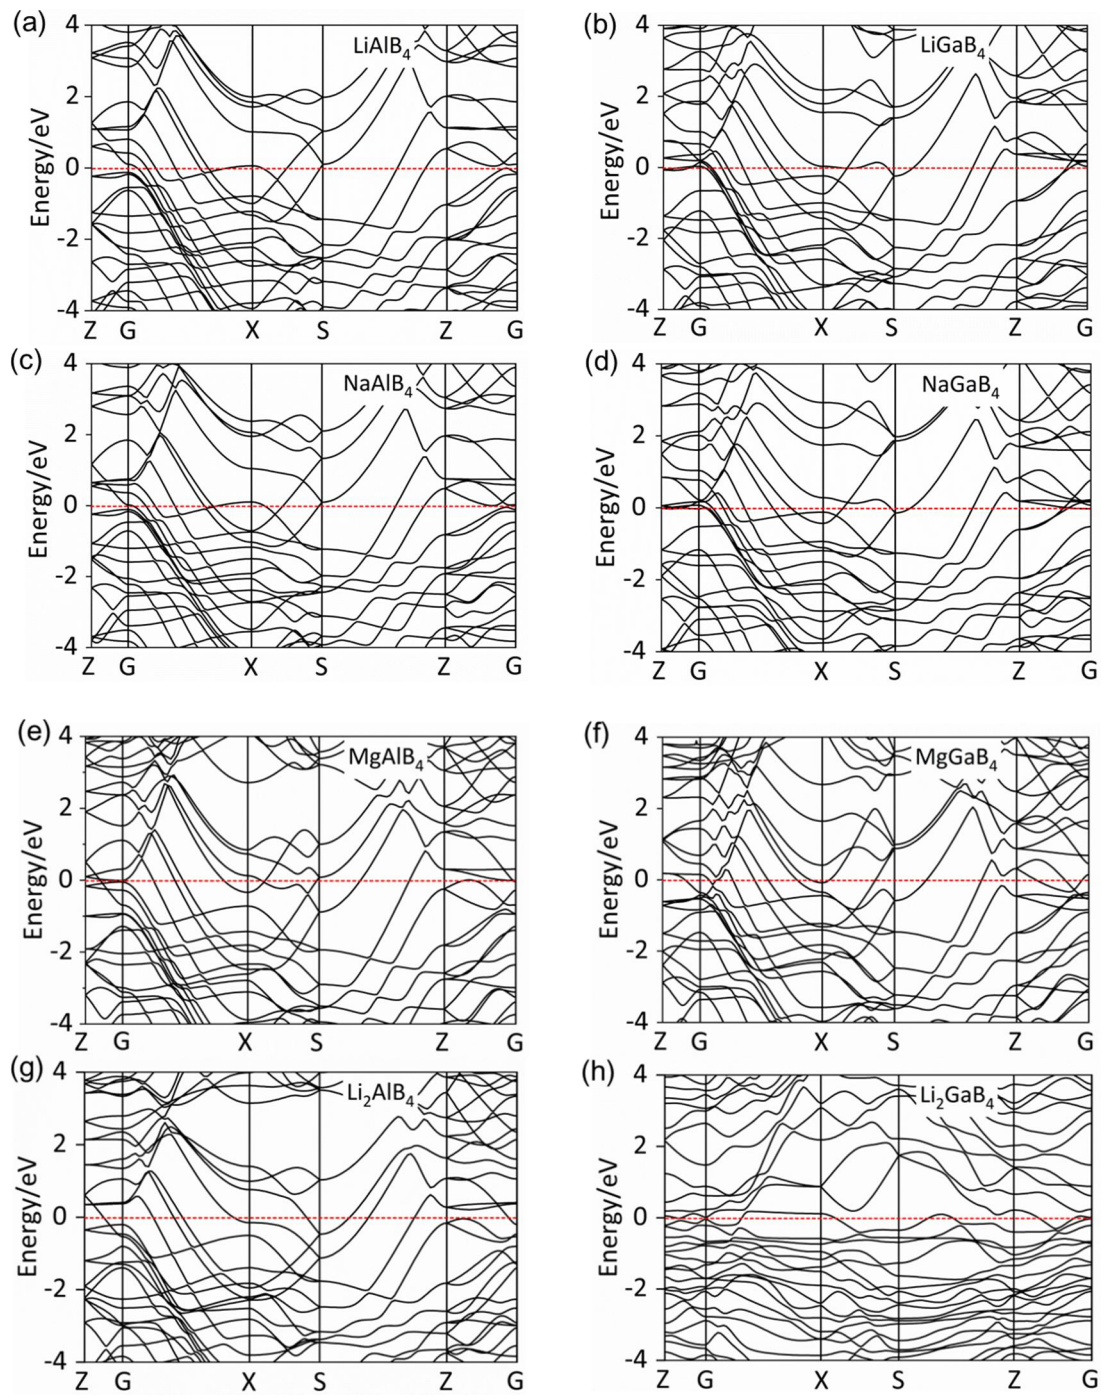 (a)
LiAlB4
Energy/eV
4
2
0
-2
-4
Z G X S Z G
(b)
LiGaB4
Energy/eV
4
2
0
-2
-4
Z G X S Z G
(c)
NaAlB4
Energy/eV
4
2
0
-2
-4
Z G X S Z G
(d)
NaGaB4
Energy/eV
4
2
0
-2
-4
Z G X S Z G
(e)
MgAlB4
Energy/eV
4
2
0
-2
-4
Z G X S Z G
(f)
MgGaB4
Energy/eV
4
2
0
-2
-4
Z G X S Z G
(g)
Li2AlB4
Energy/eV
4
2
0
-2
-4
Z G X S Z G
(h)
Li2GaB4
Energy/eV
4
2
0
-2
-4
Z G X S Z G